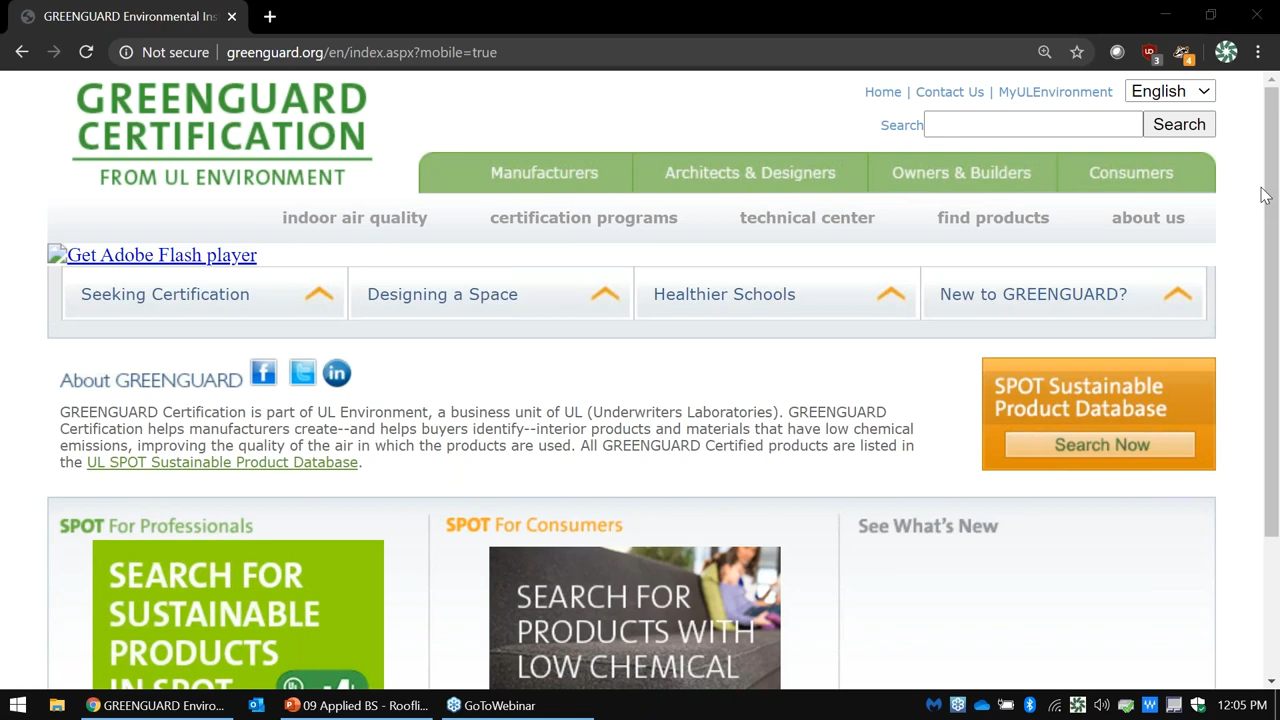 GREENGUARD Environmental Ins
Not secure | greenguard.org/en/index.aspx?mobile=true
3
4
GREENGUARD
CERTIFICATION
FROM UL ENVIRONMENT
Home | Contact Us | MyULEnvironment
English
Search
Search
Manufacturers
Architects & Designers
Owners & Builders
Consumers
indoor air quality
certification programs
technical center
find products
about us
Get Adobe Flash player
Seeking Certification
Designing a Space
Healthier Schools
New to GREENGUARD?
About GREENGUARD
GREENGUARD Certification is part of UL Environment, a business unit of UL (Underwriters Laboratories). GREENGUARD
Certification helps manufacturers create--and helps buyers identify--interior products and materials that have low chemical
emissions, improving the quality of the air in which the products are used. All GREENGUARD Certified products are listed in
the UL SPOT Sustainable Product Database.
SPOT Sustainable
Product Database
Search Now
SPOT For Professionals
SPOT For Consumers
See What's New
SEARCH FOR
SUSTAINABLE
PRODUCTS
IN SPOT
SEARCH FOR
PRODUCTS WITH
LOW CHEMICAL
GREENGUARD Enviro...
09 Applied BS - Roofli...
GoToWebinar
12:05 PM